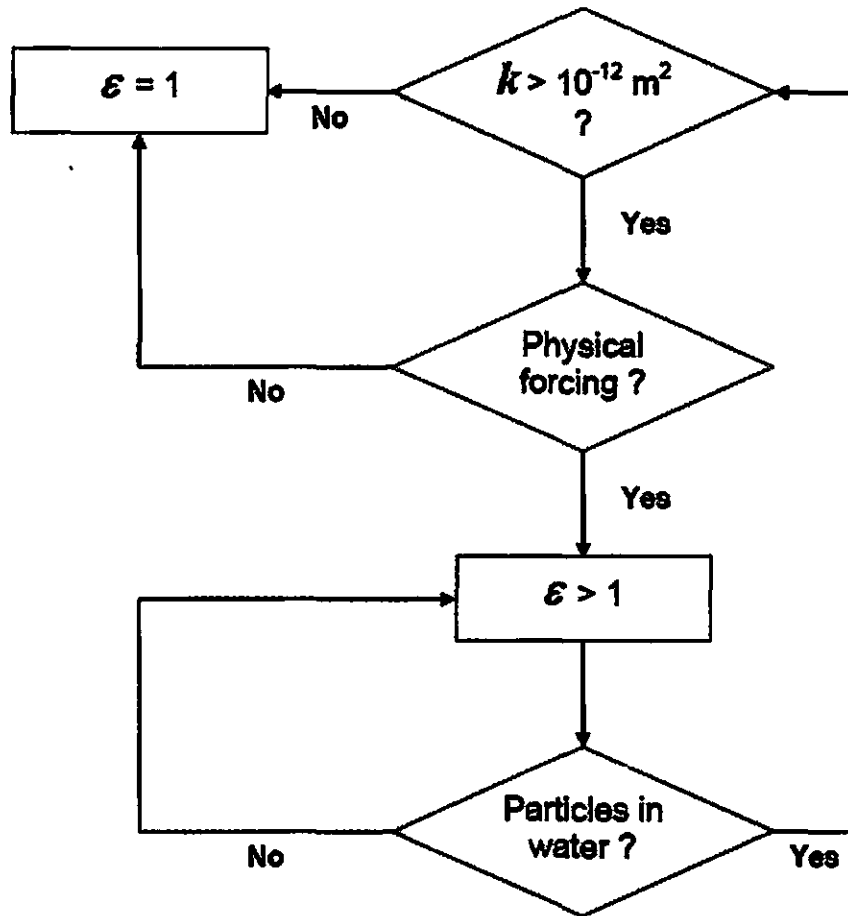 ε = 1
k > 10⁻¹² m²
?
No
Yes
Physical
forcing ?
No
Yes
ε > 1
Particles in
water ?
No
Yes